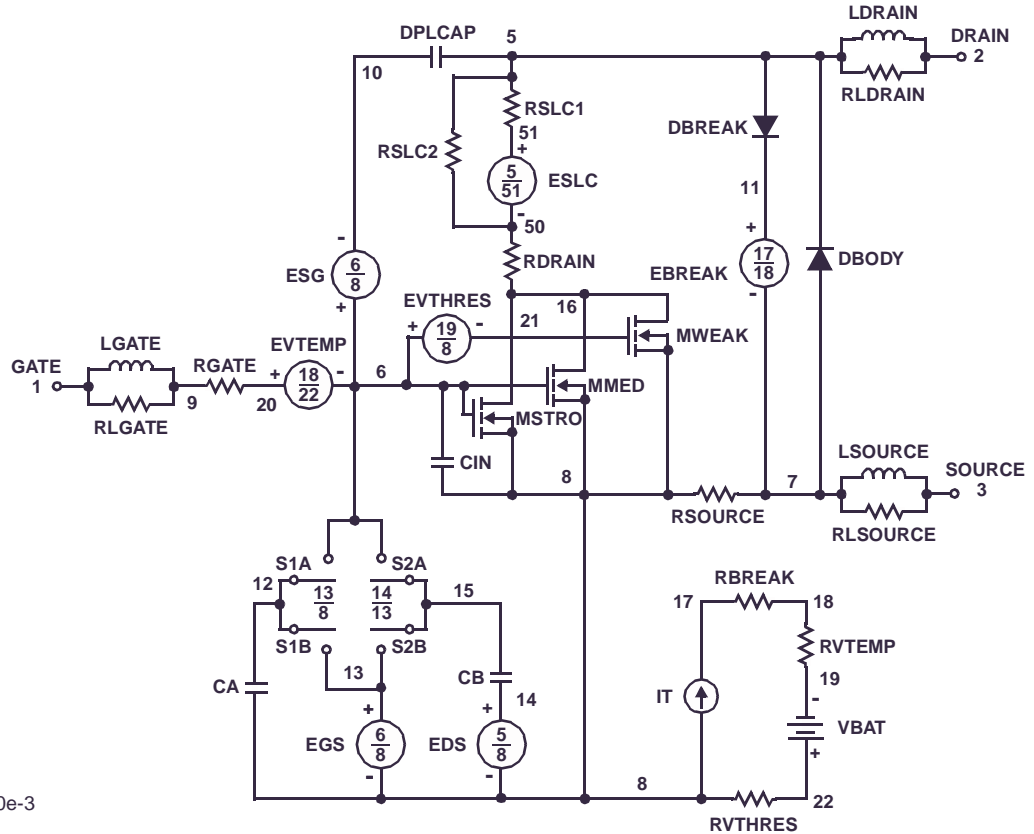 LDRAIN
DPLCAP
5
DRAIN
2
10
RLDRAIN
RSLC1
51
+
DBREAK
RSLC2
5
51
ESLC
-
50
11
-
RDRAIN
+
17
18
DBODY
ESG
6
8
EBREAK
-
+
EVTHRES
16
21
+
19
8
-
MWEAK
LGATE
EVTEMP
GATE
1
RGATE
+
18
22
-
6
MMED
9
20
MSTRO
RLGATE
LSOURCE
CIN
8
7
SOURCE
3
RSOURCE
RLSOURCE
S1A
S2A
12
13
8
14
13
15
RBREAK
17
18
S1B
S2B
RVTEMP
13
CB
19
CA
14
IT
-
+
+
VBAT
EGS
6
8
EDS
5
8
+
-
-
8
22
0e-3
RVTHRES